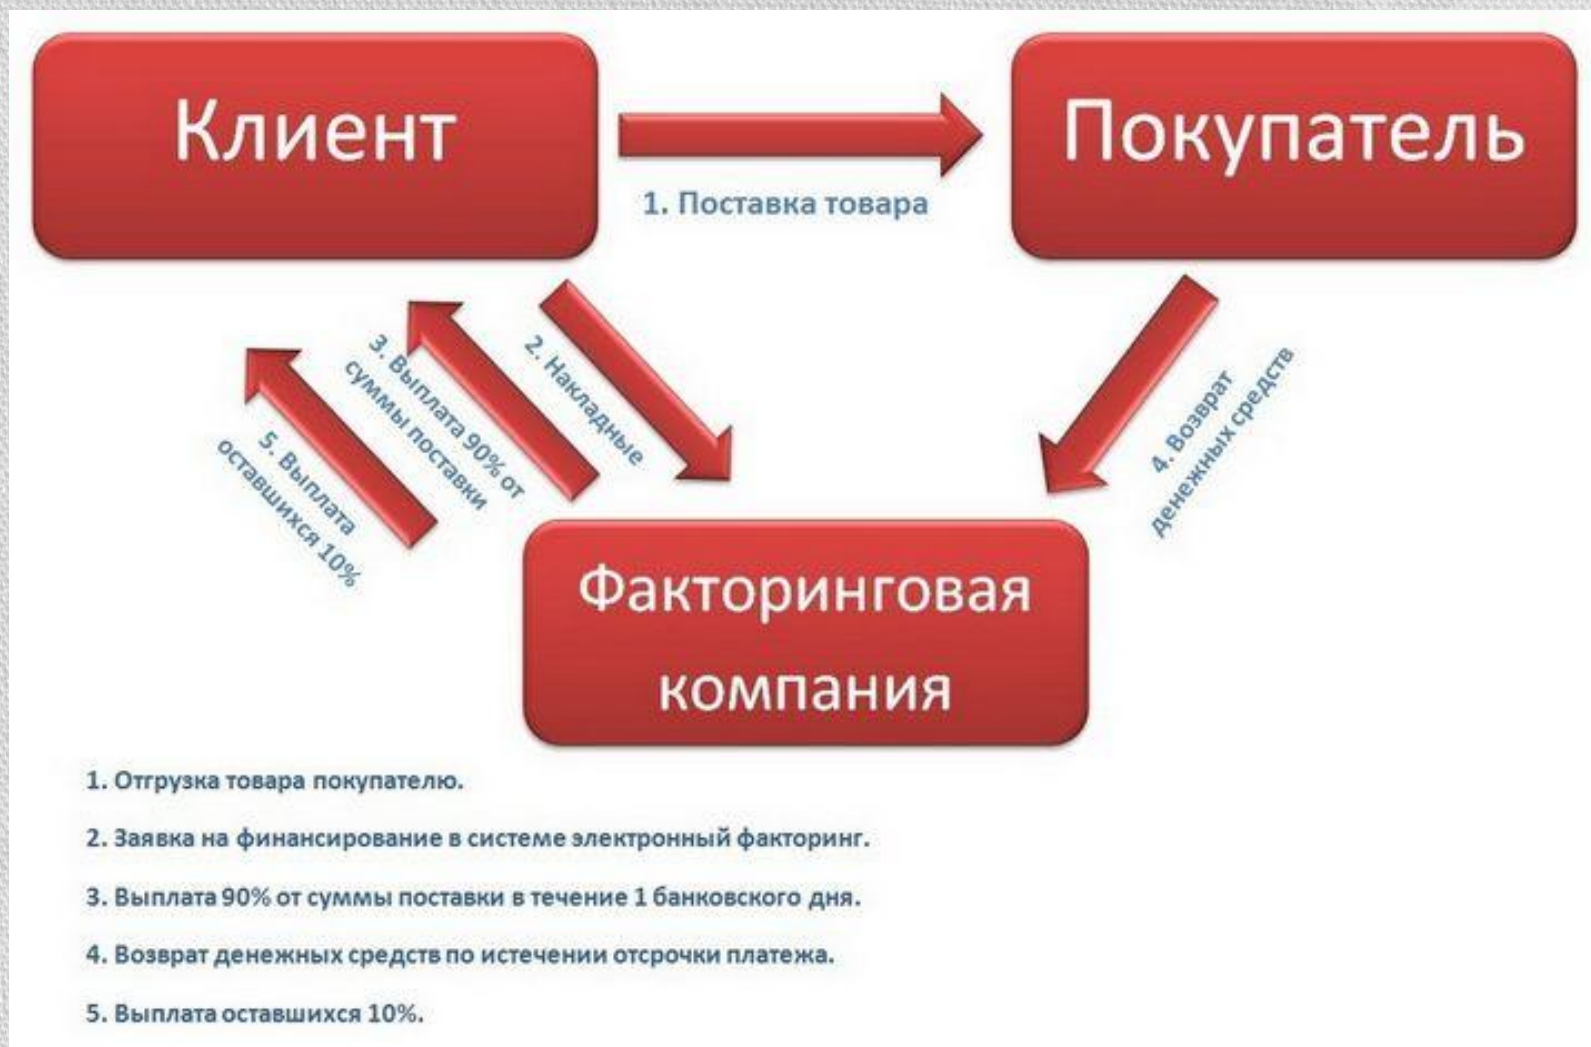 Клиент
Покупатель
1. Поставка товара
2. Накладные
3. Выплата 90% от
суммы поставки
4. Возврат
денежных средств
5. Выплата
оставшихся 10%
Факторинговая
компания
1. Отгрузка товара покупателю.
2. Заявка на финансирование в системе электронный факторинг.
3. Выплата 90% от суммы поставки в течение 1 банковского дня.
4. Возврат денежных средств по истечении отсрочки платежа.
5. Выплата оставшихся 10%.